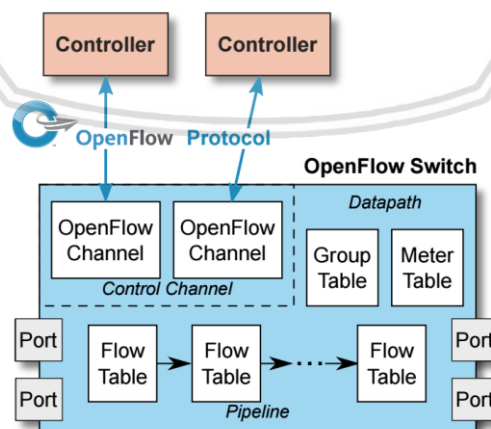 Controller
Controller
OpenFlow Protocol
OpenFlow Switch
Datapath
OpenFlow
Channel
OpenFlow
Channel
Control Channel
Group
Table
Meter
Table
Port
Port
Flow
Table
Flow
Table
...
Flow
Table
Port
Port
Pipeline